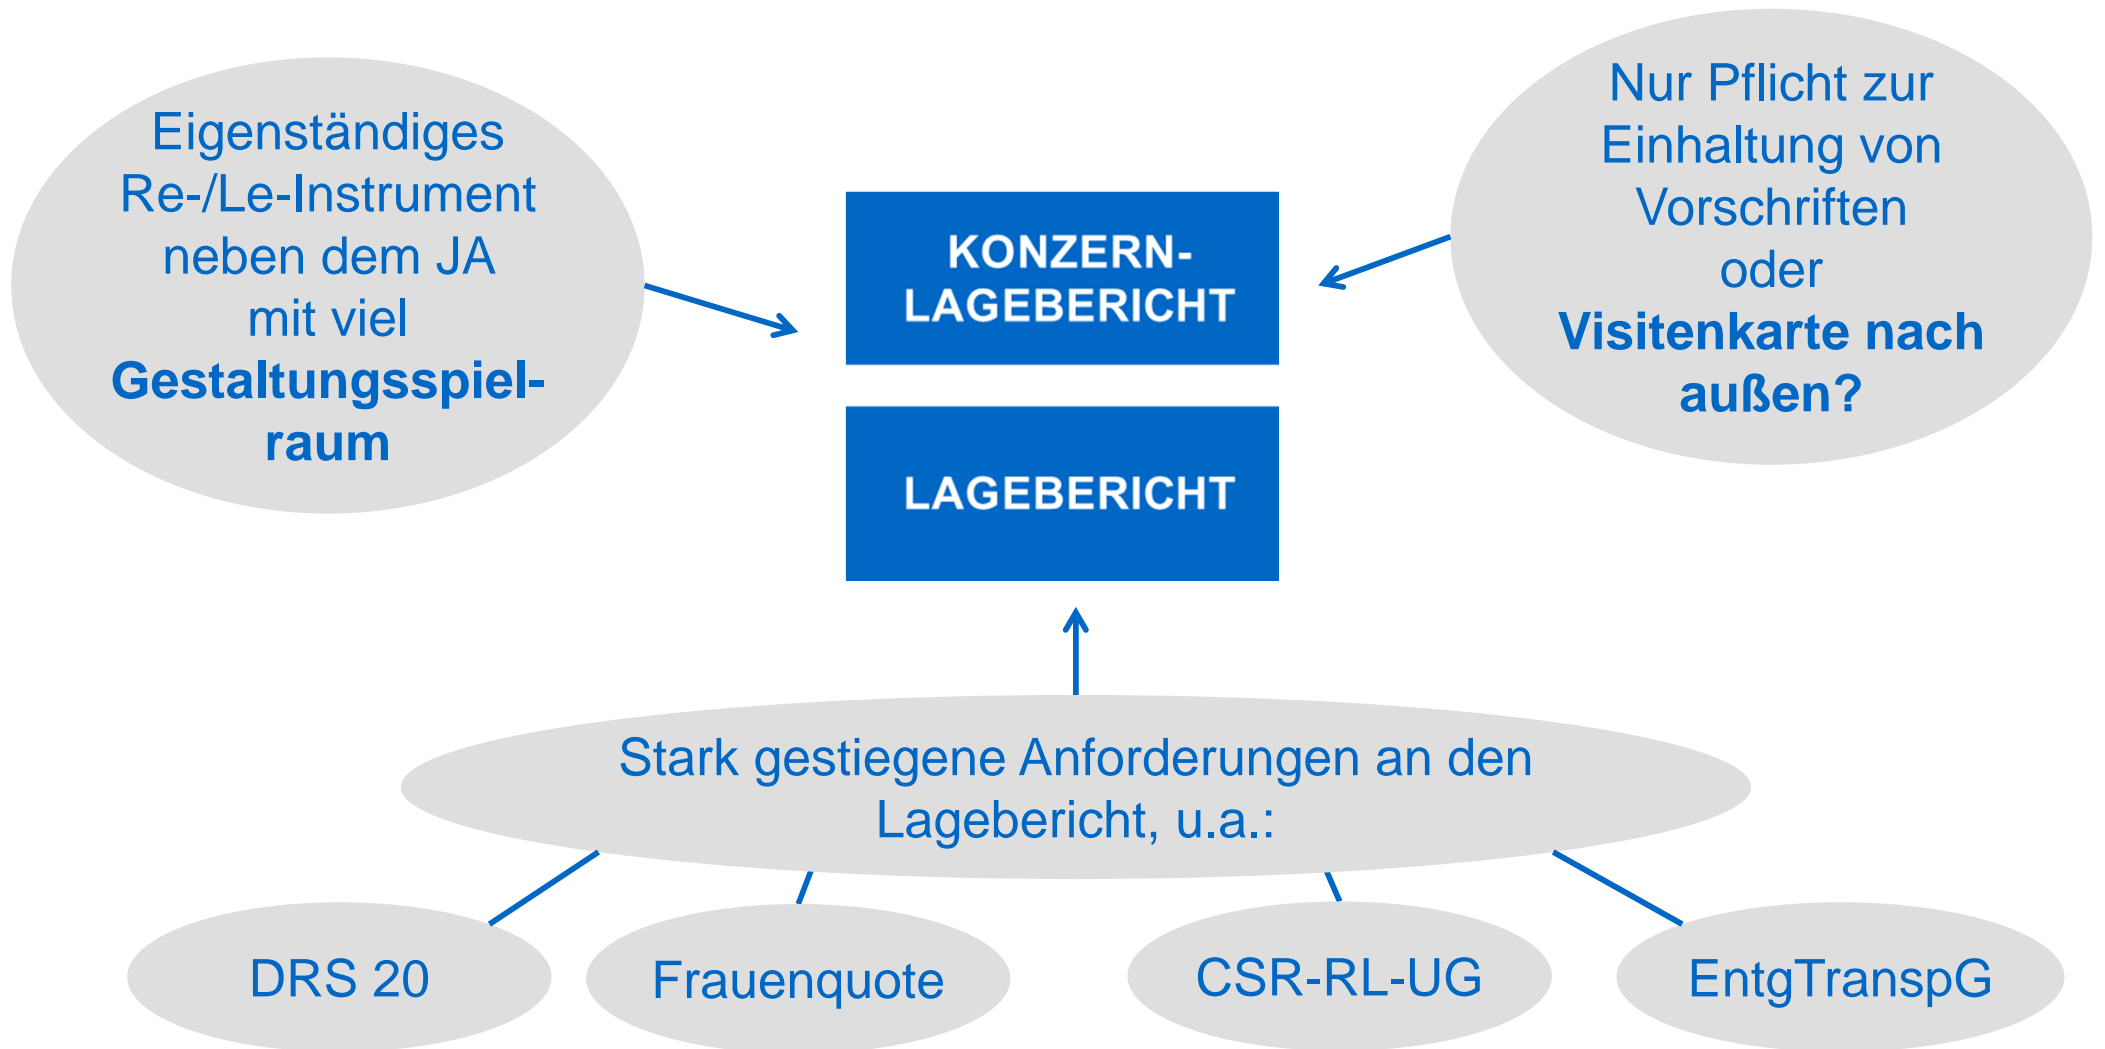 Eigenständiges
Re-/Le-Instrument
neben dem JA
mit viel
Gestaltungsspiel-
raum
Nur Pflicht zur
Einhaltung von
Vorschriften
oder
Visitenkarte nach
außen?
KONZERN-
LAGEBERICHT
LAGEBERICHT
Stark gestiegene Anforderungen an den
Lagebericht, u.a.:
DRS 20
Frauenquote
CSR-RL-UG
EntgTranspG